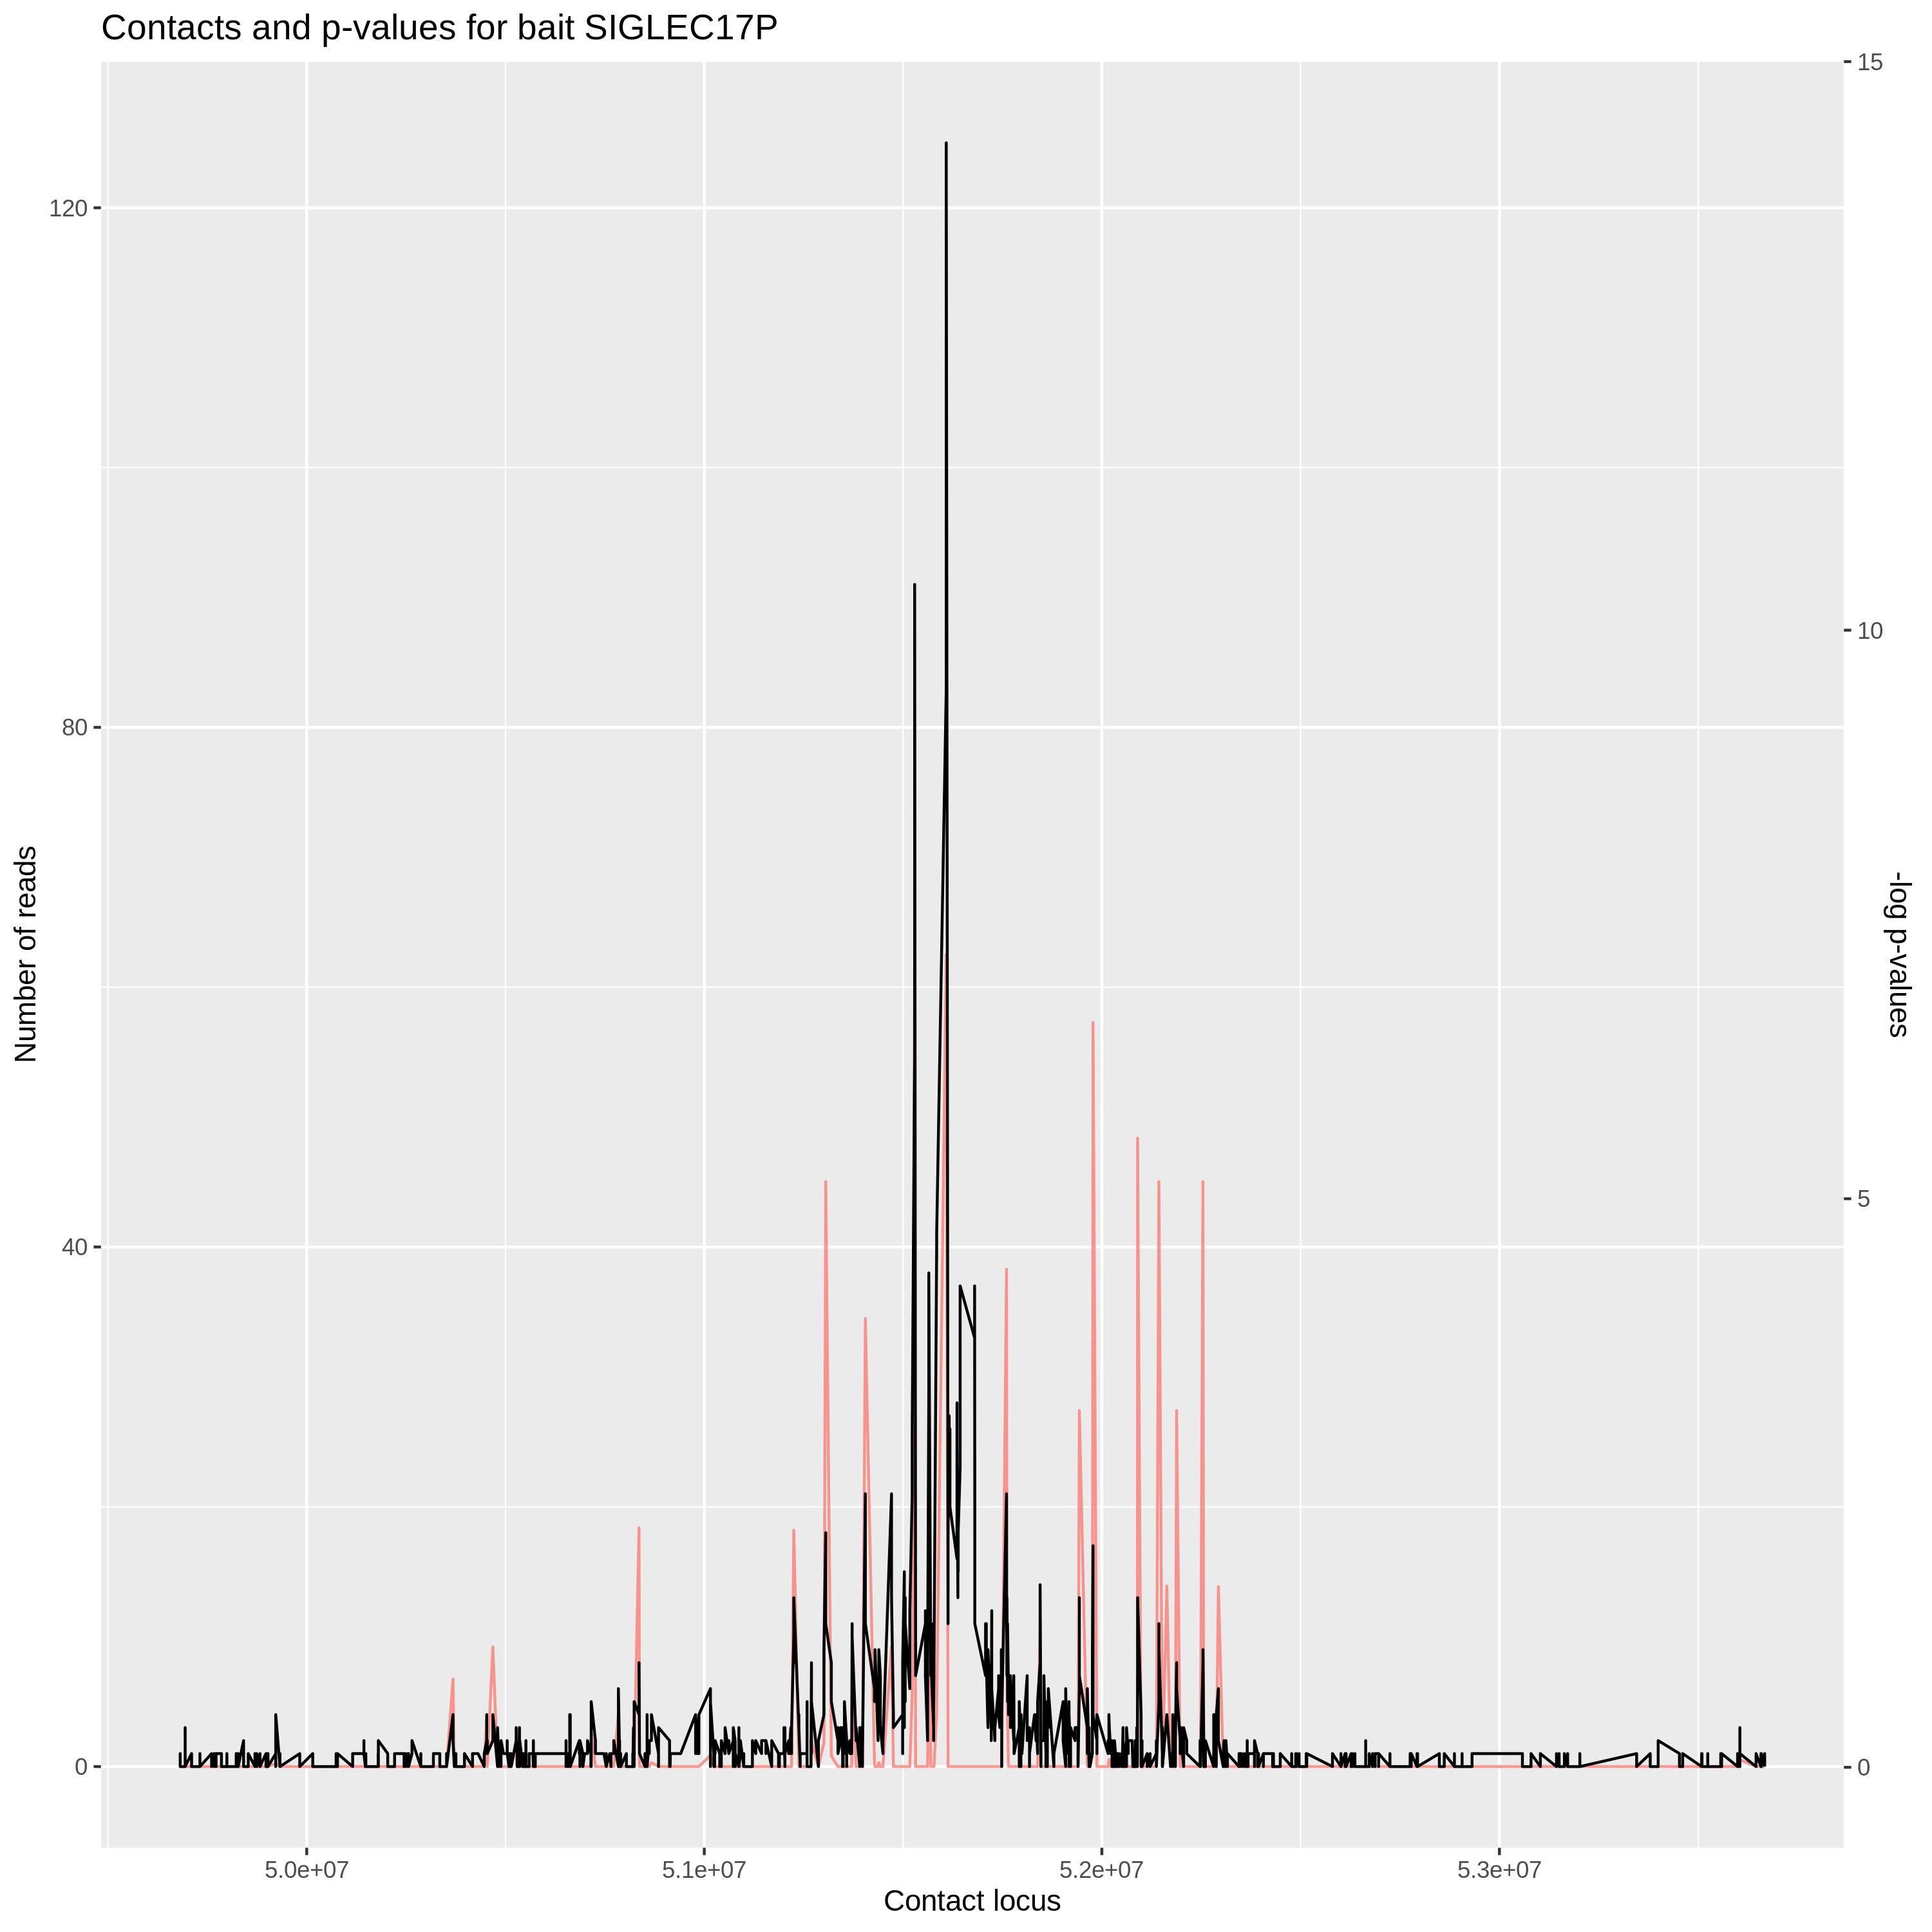 Contacts and p-values for bait SIGLEC17P
15
120
10
80
Number of reads
-log p-values
5
40
0
0
5.0e+07
5.1e+07
5.2e+07
5.3e+07
Contact locus